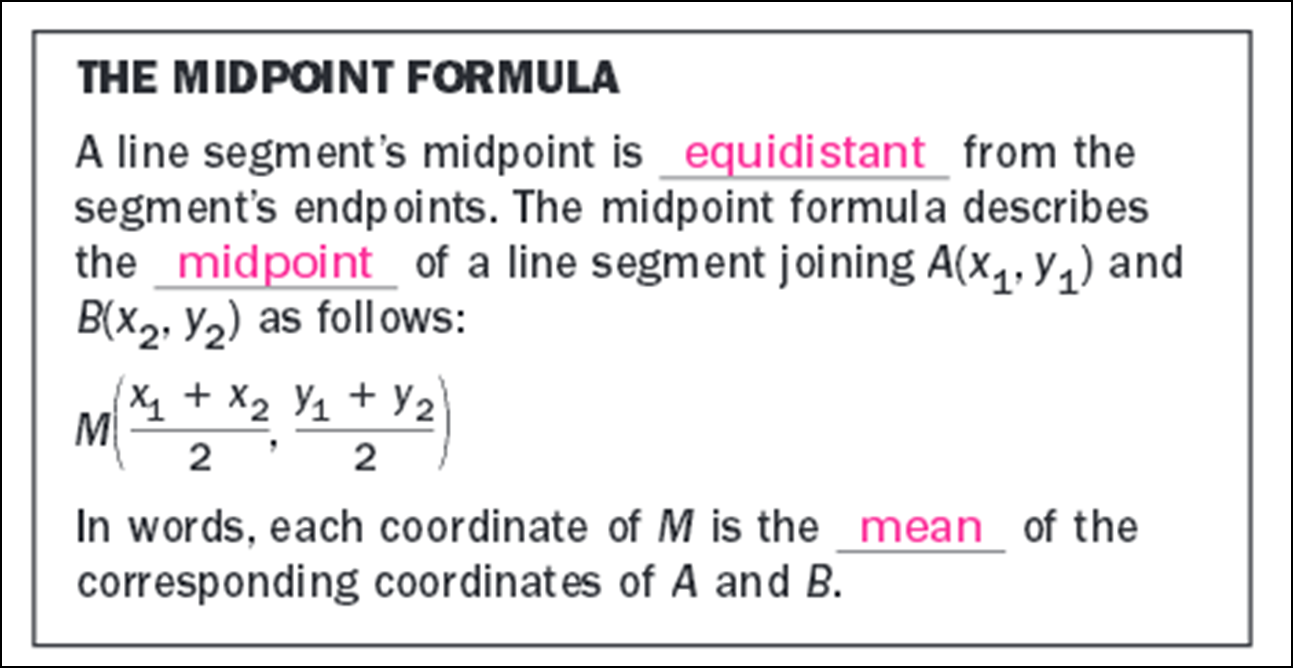 THE MIDPOINT FORMULA
A line segment's midpoint is equidistant from the
segment's endpoints. The midpoint formula describes
the midpoint of a line segment joining A(x₁, y₁) and
B(x₂, y₂) as follows:
M((x₁ + x₂)/2, (y₁ + y₂)/2)
In words, each coordinate of M is the mean of the
corresponding coordinates of A and B.